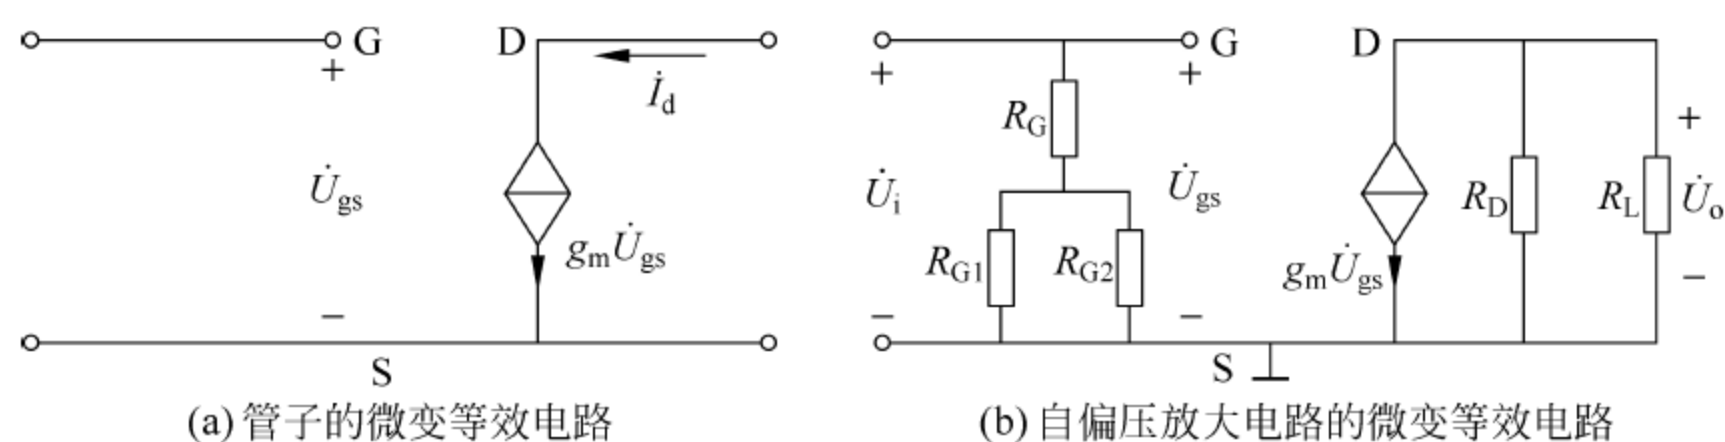 G D G D
+ + +
İd RG +
U̇gs U̇i U̇gs RD RL U̇o
gmU̇gs RG1 RG2 gmU̇gs −
− − −
S S
(a) 管子的微变等效电路 (b) 自偏压放大电路的微变等效电路